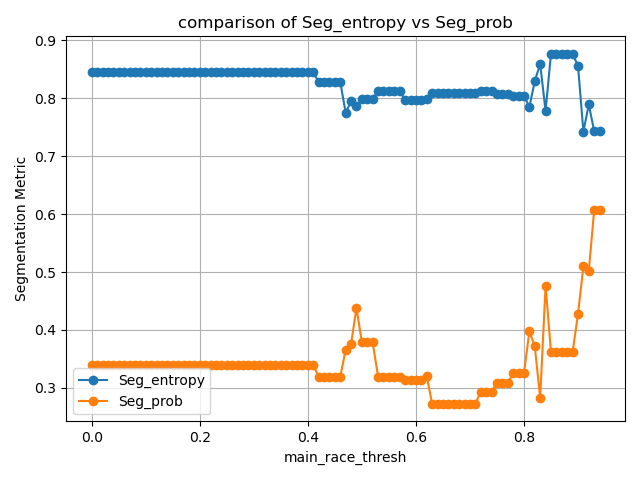 comparison of Seg_entropy vs Seg_prob
Segmentation Metric
0.9
0.8
0.7
0.6
0.5
0.4
0.3
Seg_entropy
Seg_prob
0.0 0.2 0.4 0.6 0.8
main_race_thresh